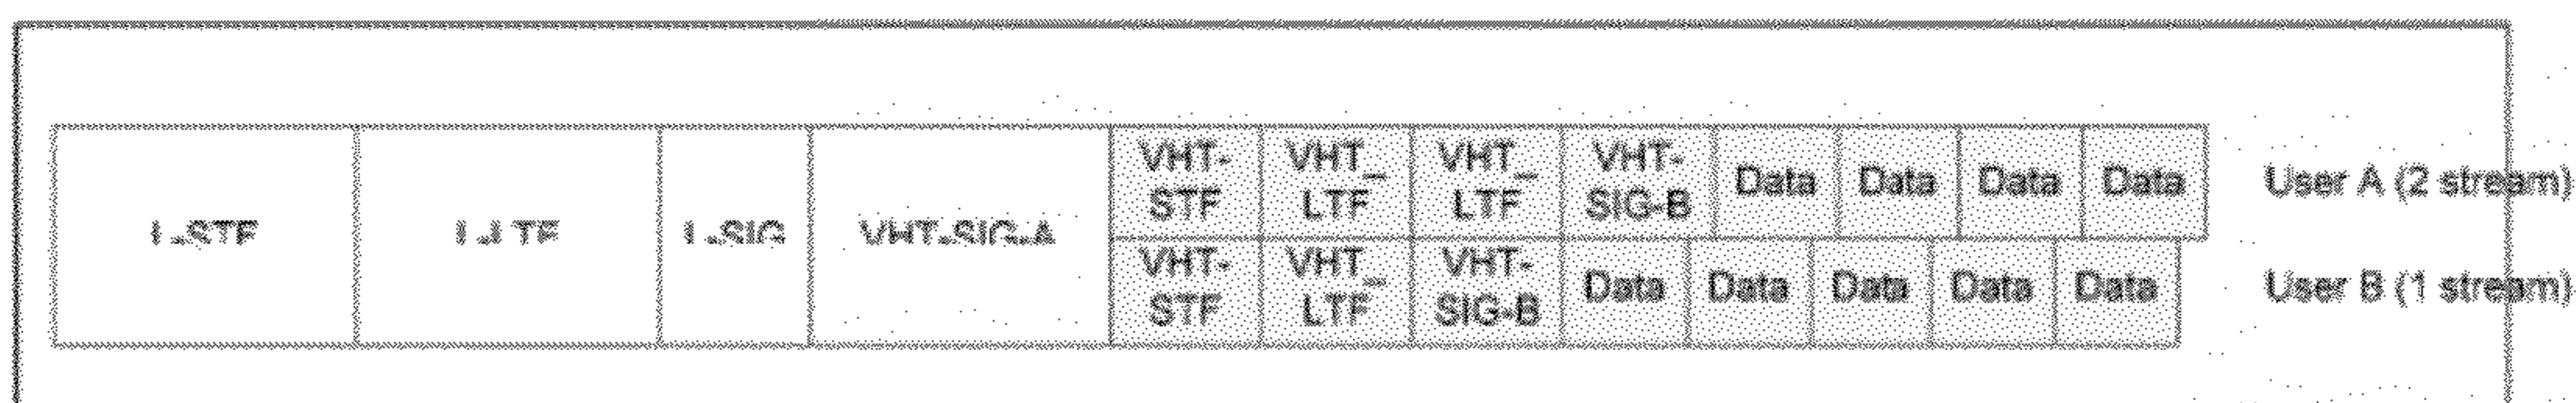 VHT- VHT_ VHT_ VHT-
STF LTF LTF SIG-B Data Data Data Data User A (2 stream)
L-STF L-LTF L-SIG VHT-SIG-A
VHT- VHT_ VHT-
STF LTF SIG-B Data Data Data Data Data User B (1 stream)